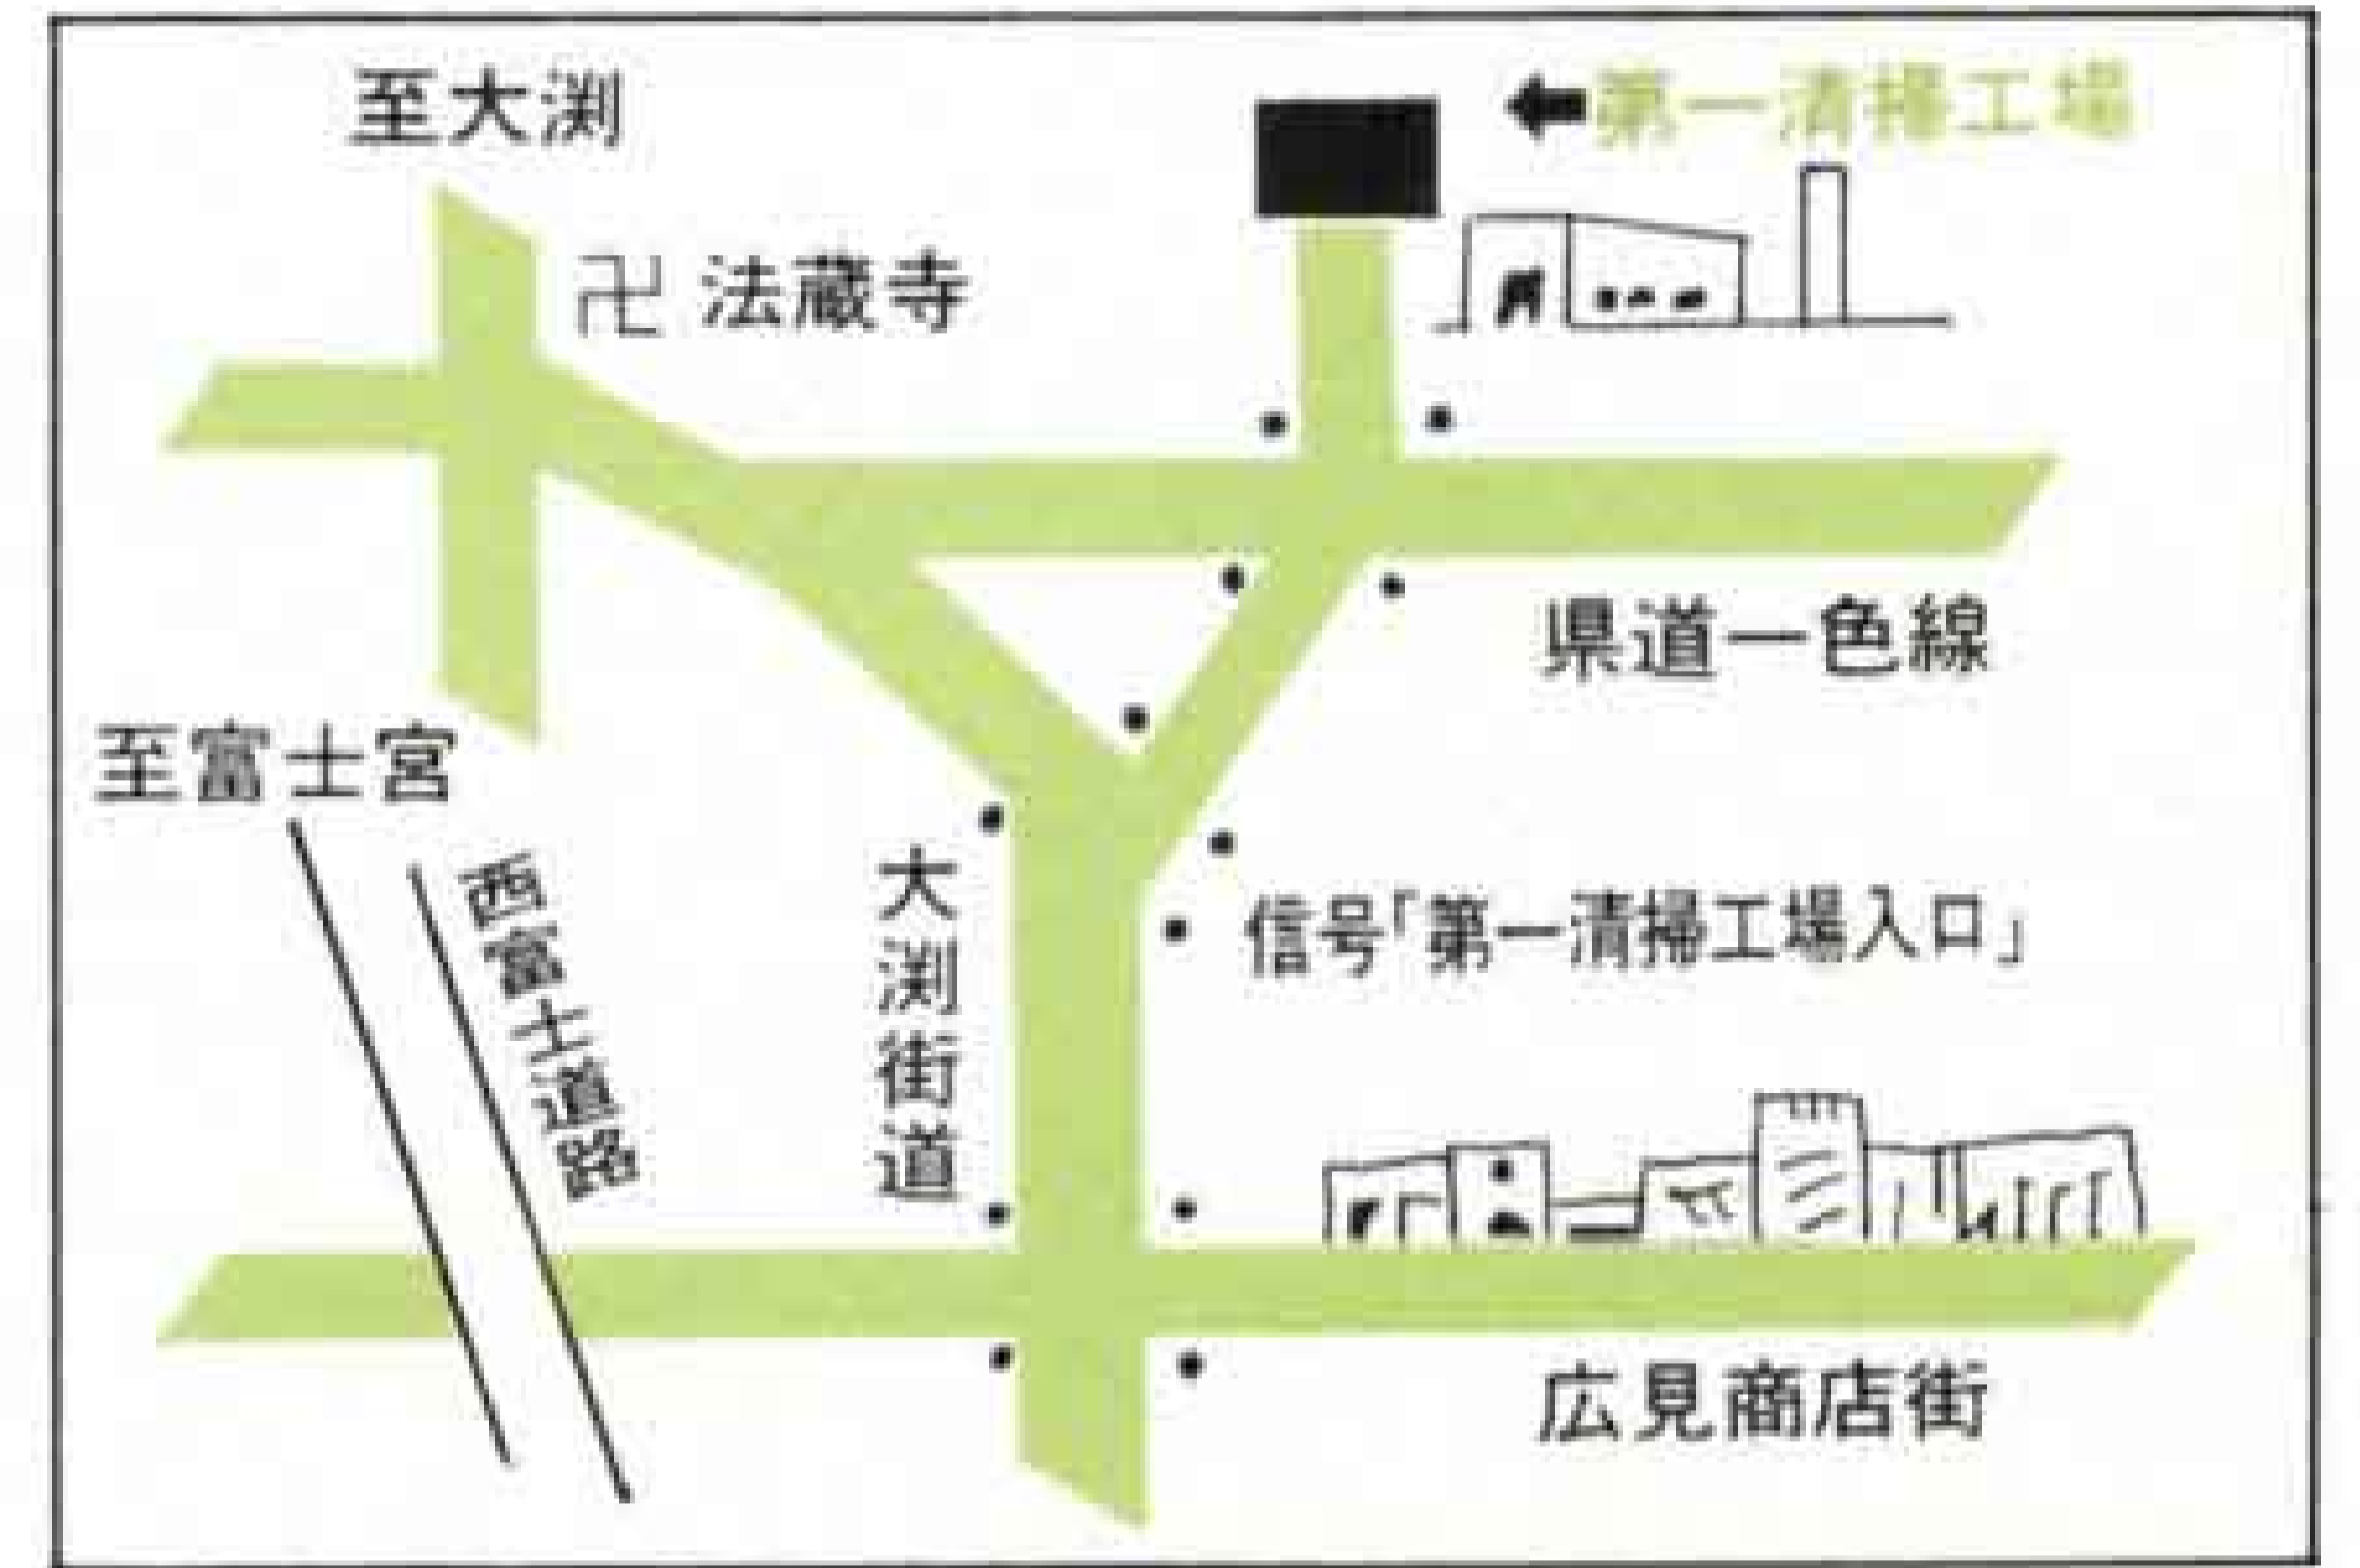 至大渕
第一清掃工場
卍 法蔵寺
県道一色線
至富士宮
西富士道路
大渕街道
信号「第一清掃工場入口」
広見商店街